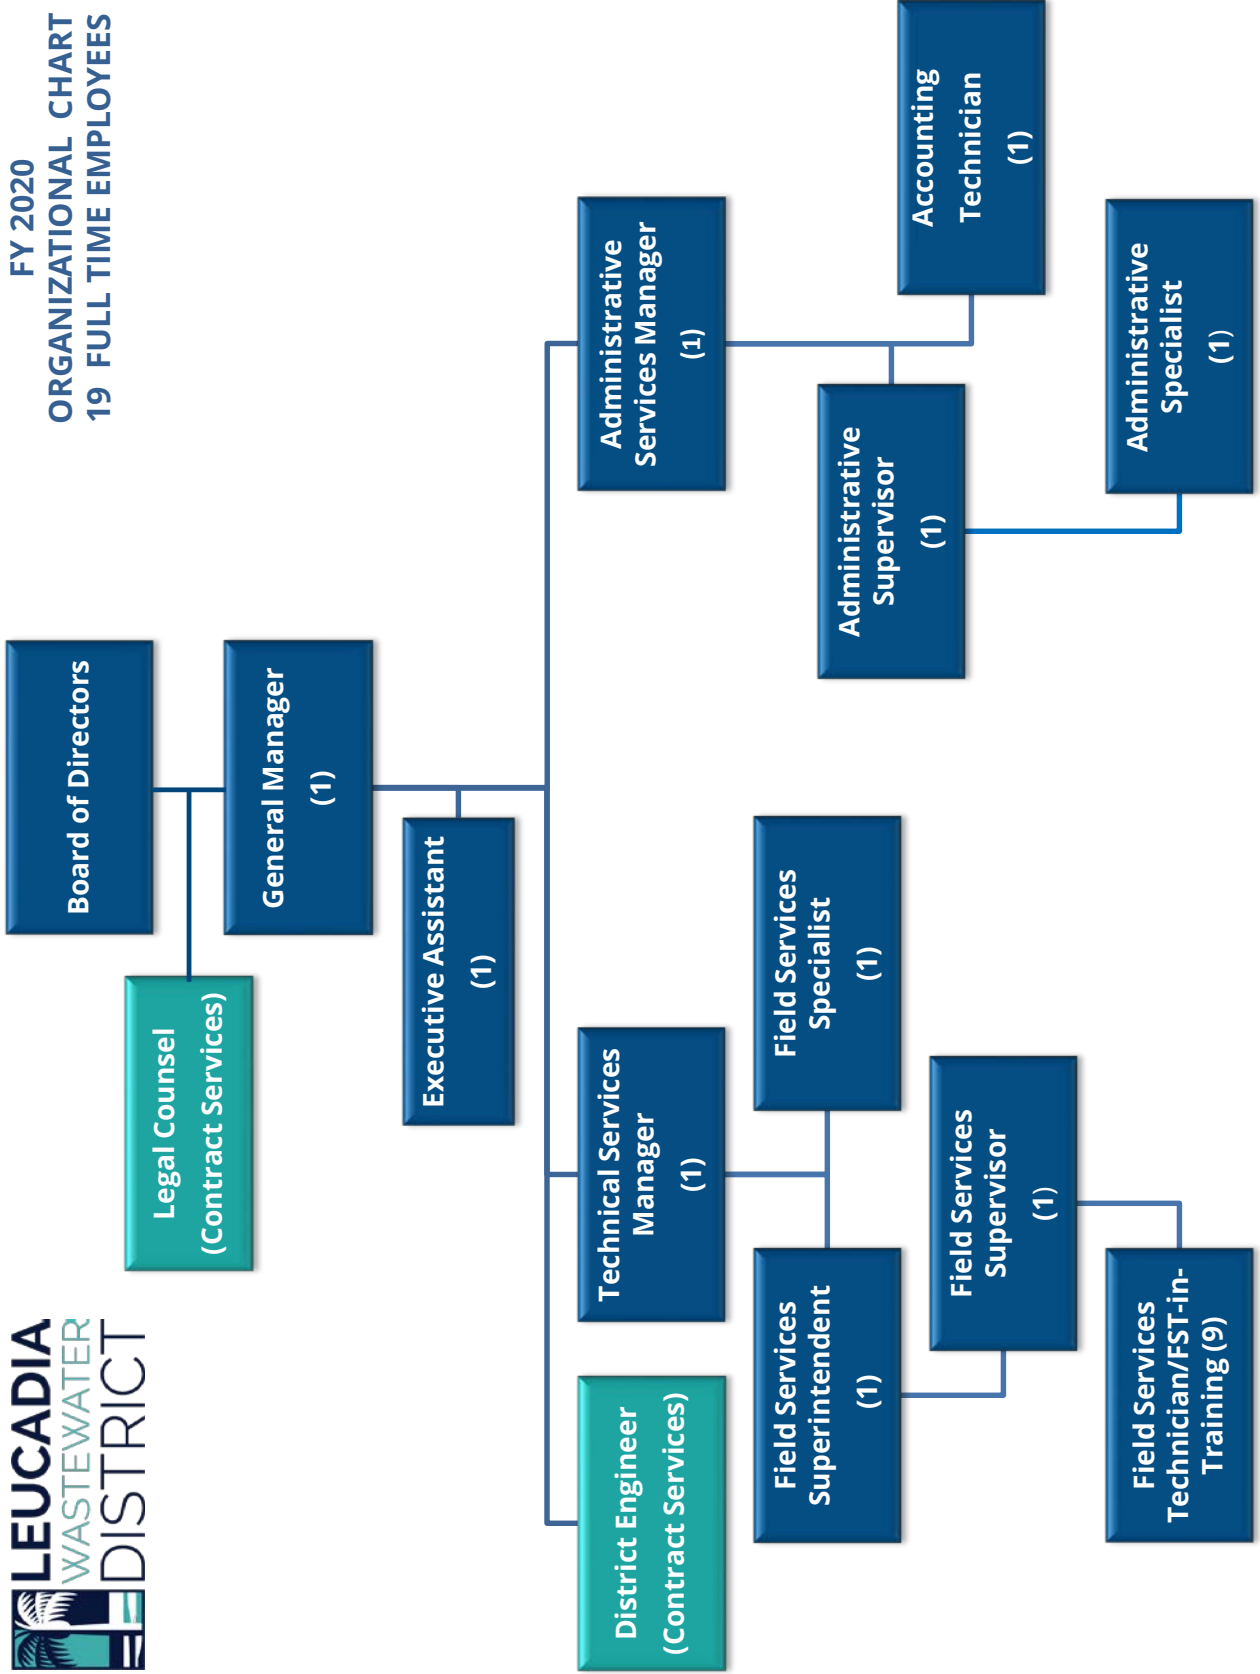 LEUCADIA
WASTEWATER
DISTRICT
FY 2020
ORGANIZATIONAL CHART
19 FULL TIME EMPLOYEES
Board of Directors
Legal Counsel
(Contract Services)
General Manager
(1)
Executive Assistant
(1)
District Engineer
(Contract Services)
Technical Services
Manager
(1)
Administrative
Services Manager
(1)
Field Services
Superintendent
(1)
Field Services
Specialist
(1)
Administrative
Supervisor
(1)
Accounting
Technician
(1)
Field Services
Supervisor
(1)
Field Services
Technician/FST-in-
Training (9)
Administrative
Specialist
(1)